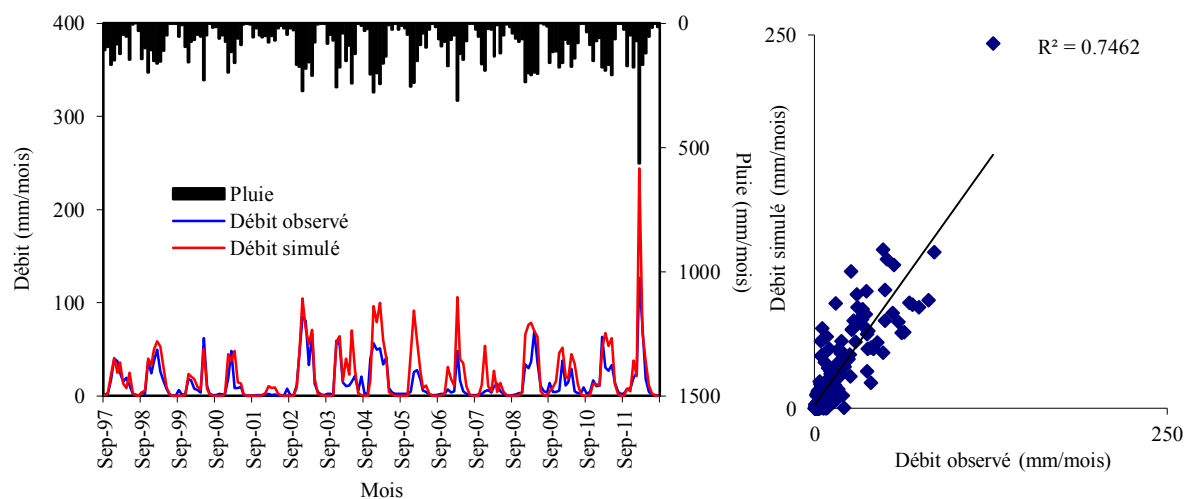 400
300
200
100
0
Débit (mm/mois)
0
500
1000
1500
Pluie (mm/mois)
Pluie
Débit observé
Débit simulé
Sep-97
Sep-98
Sep-99
Sep-00
Sep-01
Sep-02
Sep-03
Sep-04
Sep-05
Sep-06
Sep-07
Sep-08
Sep-09
Sep-10
Sep-11
Mois
250
R² = 0.7462
Débit simulé (mm/mois)
0
0
250
Débit observé (mm/mois)